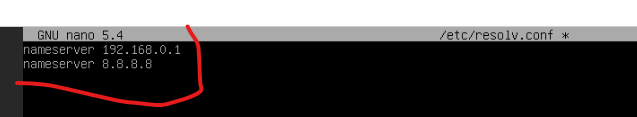 GNU nano 5.4 /etc/resolv.conf *
nameserver 192.168.0.1
nameserver 8.8.8.8